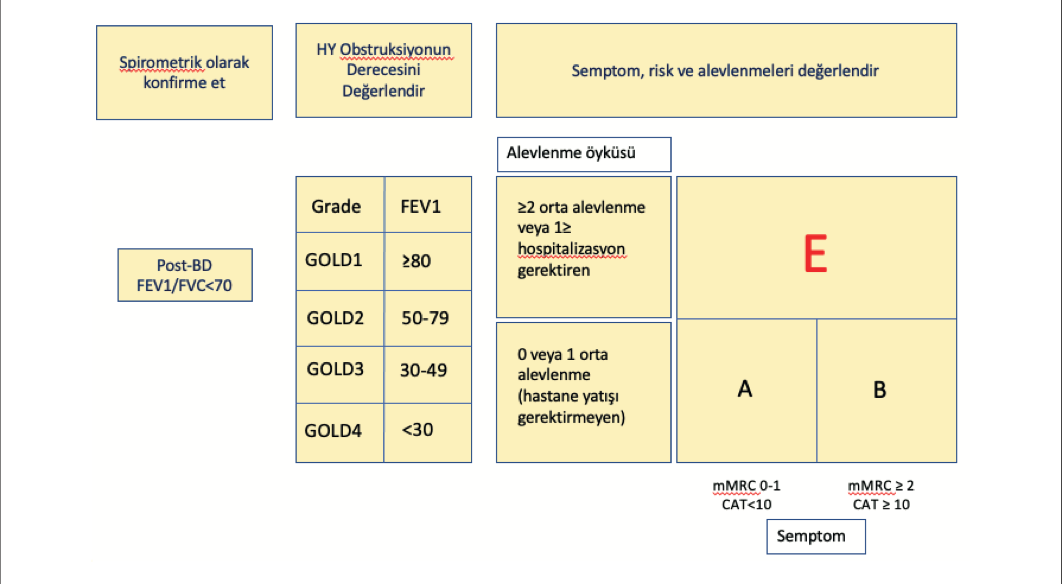 Spirometrik olarak
konfirme et
HY Obstruksiyonun
Derecesini
Değerlendir
Semptom, risk ve alevlenmeleri değerlendir
Alevlenme öyküsü
Post-BD
FEV1/FVC<70
Grade FEV1
GOLD1 ≥80
GOLD2 50-79
GOLD3 30-49
GOLD4 <30
≥2 orta alevlenme
veya 1≥
hospitalizasyon
gerektiren
E
0 veya 1 orta
alevlenme
(hastane yatışı
gerektirmeyen)
A
B
mMRC 0-1
CAT<10
mMRC ≥ 2
CAT ≥ 10
Semptom